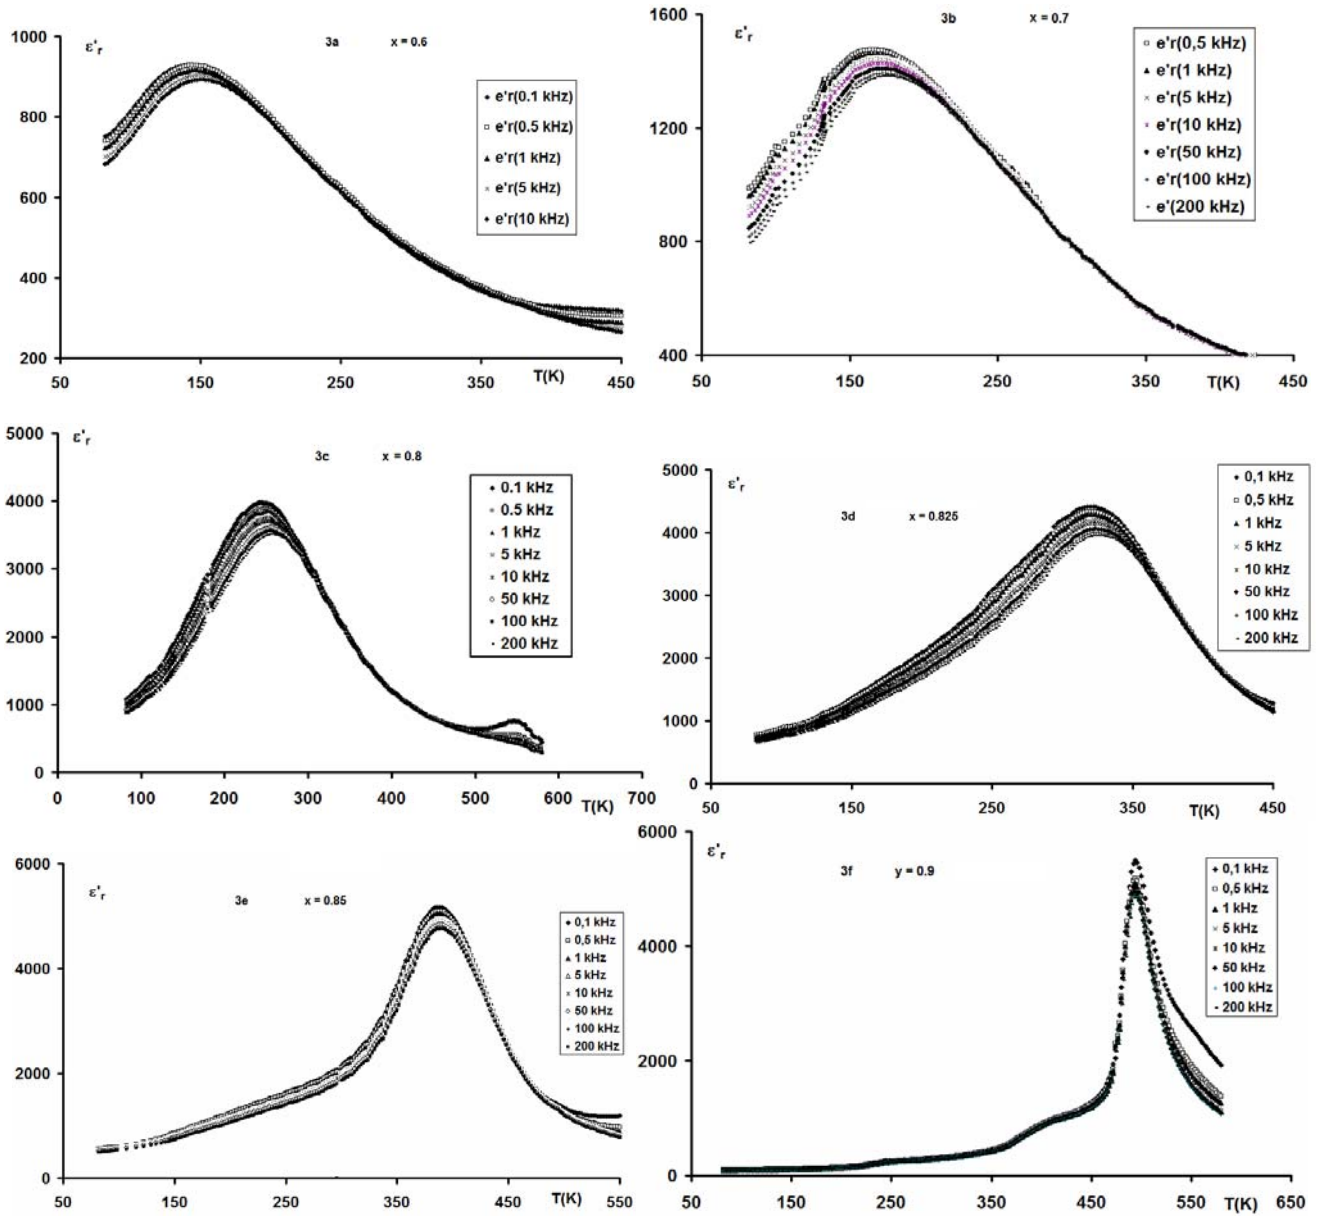 ε'r
3a x = 0.6
1000
800
600
400
200
50 150 250 350 T(K) 450
e'r(0.1 kHz)
e'r(0.5 kHz)
e'r(1 kHz)
e'r(5 kHz)
e'r(10 kHz)
ε'r
3b x = 0.7
1600
1200
800
400
50 150 250 350 T(K) 450
e'r(0,5 kHz)
e'r(1 kHz)
e'r(5 kHz)
e'r(10 kHz)
e'r(50 kHz)
e'r(100 kHz)
e'(200 kHz)
ε'r
3c x = 0.8
5000
4000
3000
2000
1000
0
0 100 200 300 400 500 600 700
T(K)
0.1 kHz
0.5 kHz
1 kHz
5 kHz
10 kHz
50 kHz
100 kHz
200 kHz
ε'r
3d x = 0.825
5000
4000
3000
2000
1000
0
50 150 250 350 T(K) 450
0,1 kHz
0,5 kHz
1 kHz
5 kHz
10 kHz
50 kHz
100 kHz
200 kHz
ε'r
3e x = 0.85
6000
4000
2000
0
50 150 250 350 450 T(K) 550
0,1 kHz
0,5 kHz
1 kHz
5 kHz
10 kHz
50 kHz
100 kHz
200 kHz
ε'r
3f y = 0.9
6000
4000
2000
0
50 150 250 350 450 550 T(K) 650
0,1 kHz
0,5 kHz
1 kHz
5 kHz
10 kHz
50 kHz
100 kHz
200 kHz